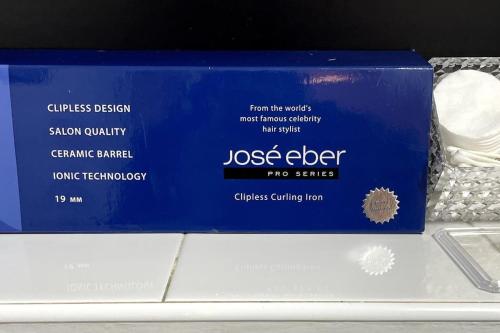 CLIPLESS DESIGN
SALON QUALITY
CERAMIC BARREL
IONIC TECHNOLOGY
19 MM
From the world's
most famous celebrity
hair stylist
José eber
PRO SERIES
Clipless Curling Iron